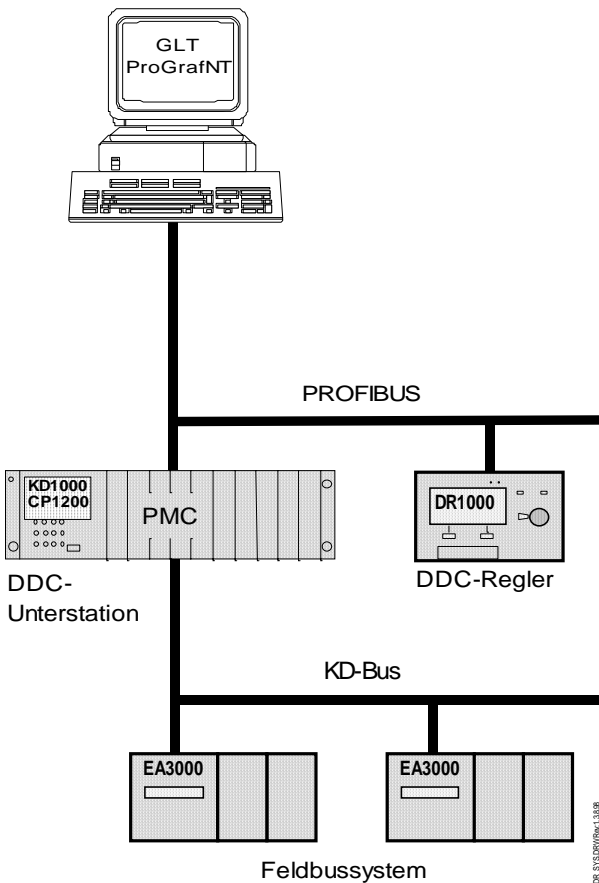 GLT
ProGrafNT
PROFIBUS
KD1000
CP1200
PMC
DR1000
DDC-
Unterstation
DDC-Regler
KD-Bus
EA3000
EA3000
Feldbussystem